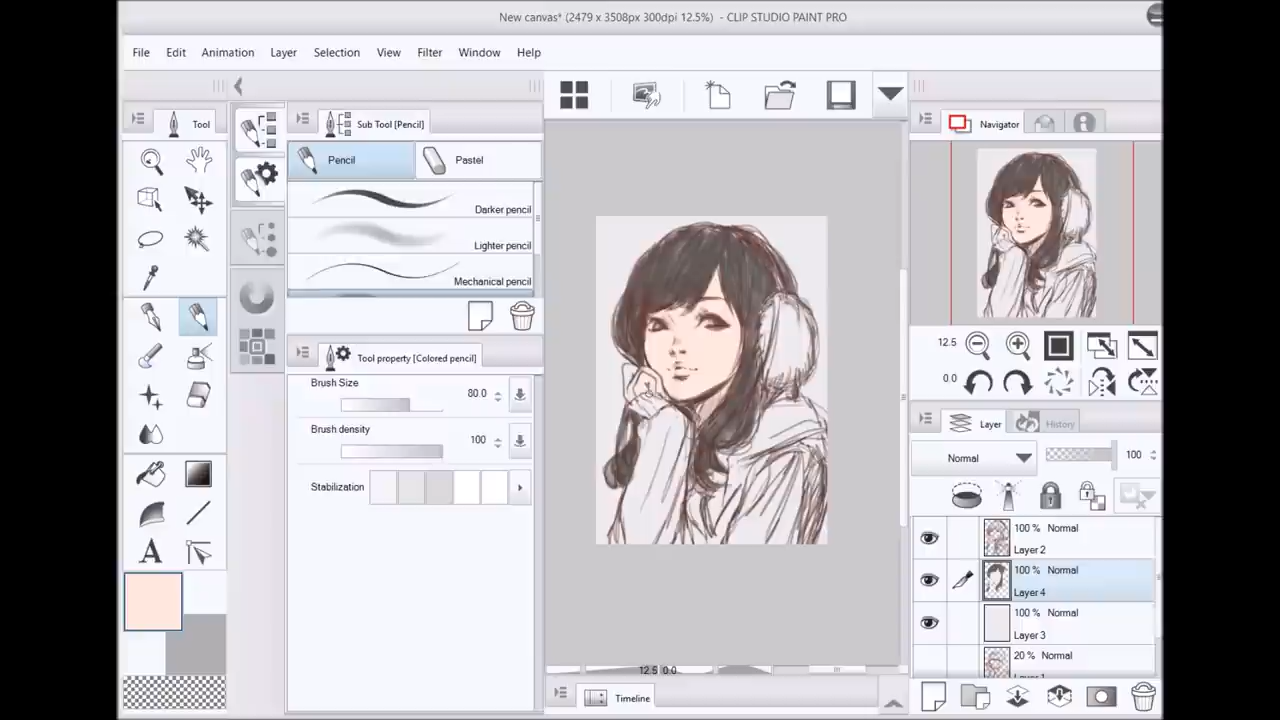 New canvas* (2479 x 3508px 300dpi 12.5%) - CLIP STUDIO PAINT PRO
File Edit Animation Layer Selection View Filter Window Help
Tool
Sub Tool [Pencil]
Navigator
Pencil
Pastel
Darker pencil
Lighter pencil
Mechanical pencil
Tool property [Colored pencil]
Brush Size
80.0
Brush density
100
Stabilization
A
12.5 0.0
Timeline
12.5
0.0
Layer
History
Normal
100
100 % Normal
Layer 2
100 % Normal
Layer 4
100 % Normal
Layer 3
20 % Normal